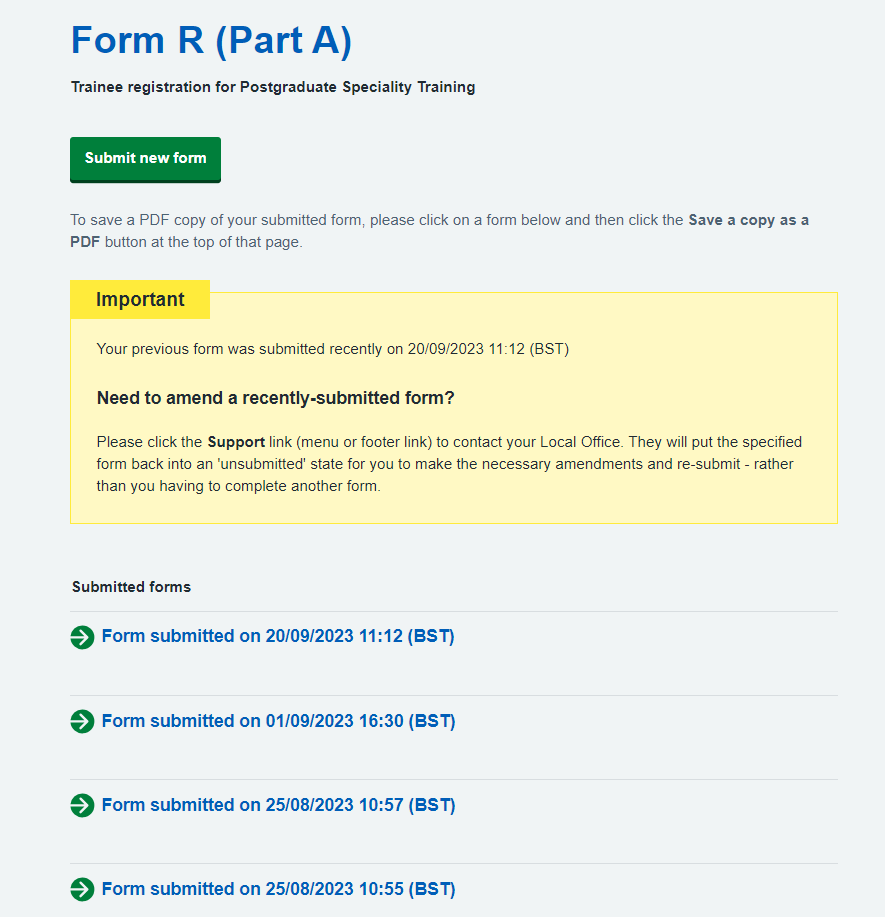 Form R (Part A)
Trainee registration for Postgraduate Speciality Training
Submit new form
To save a PDF copy of your submitted form, please click on a form below and then click the Save a copy as a
PDF button at the top of that page.
Important
Your previous form was submitted recently on 20/09/2023 11:12 (BST)
Need to amend a recently-submitted form?
Please click the Support link (menu or footer link) to contact your Local Office. They will put the specified
form back into an 'unsubmitted' state for you to make the necessary amendments and re-submit - rather
than you having to complete another form.
Submitted forms
Form submitted on 20/09/2023 11:12 (BST)
Form submitted on 01/09/2023 16:30 (BST)
Form submitted on 25/08/2023 10:57 (BST)
Form submitted on 25/08/2023 10:55 (BST)